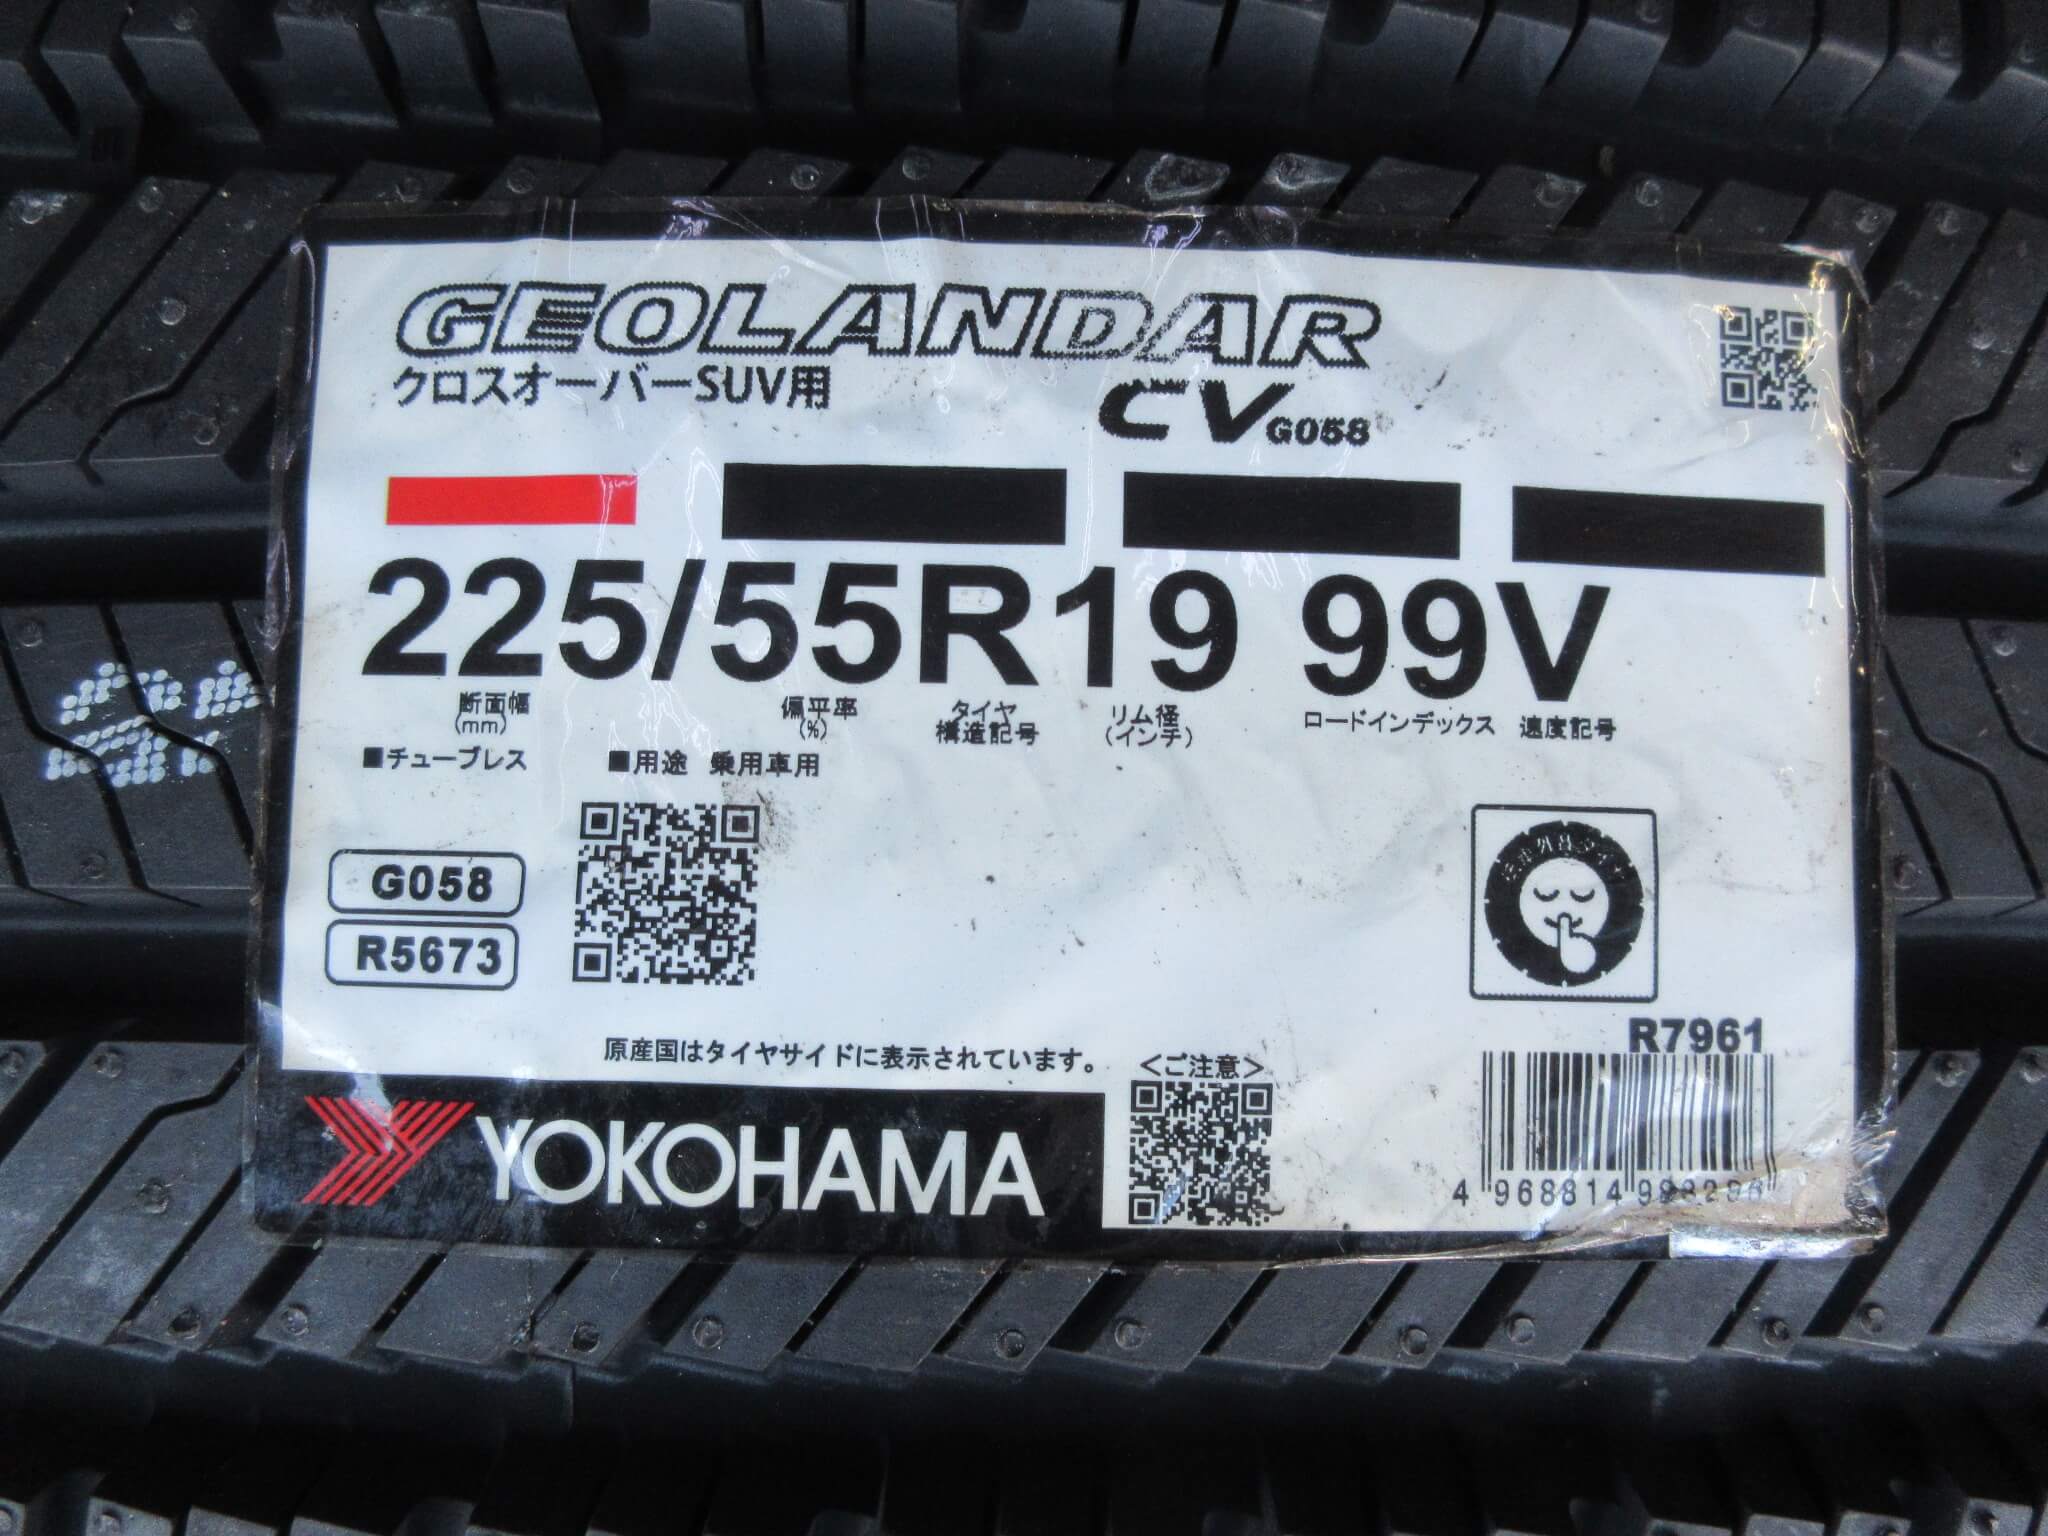 GEOLANDAR
クロスオーバーSUV用
CV G058
225/55R19 99V
断面幅 (mm)
偏平率 (%)
タイヤ 構造記号
リム径 (インチ)
ロードインデックス
速度記号
■チューブレス ■用途 乗用車用
G058
R5673
R7961
原産国はタイヤサイドに表示されています。
<ご注意>
YOKOHAMA
4 968814